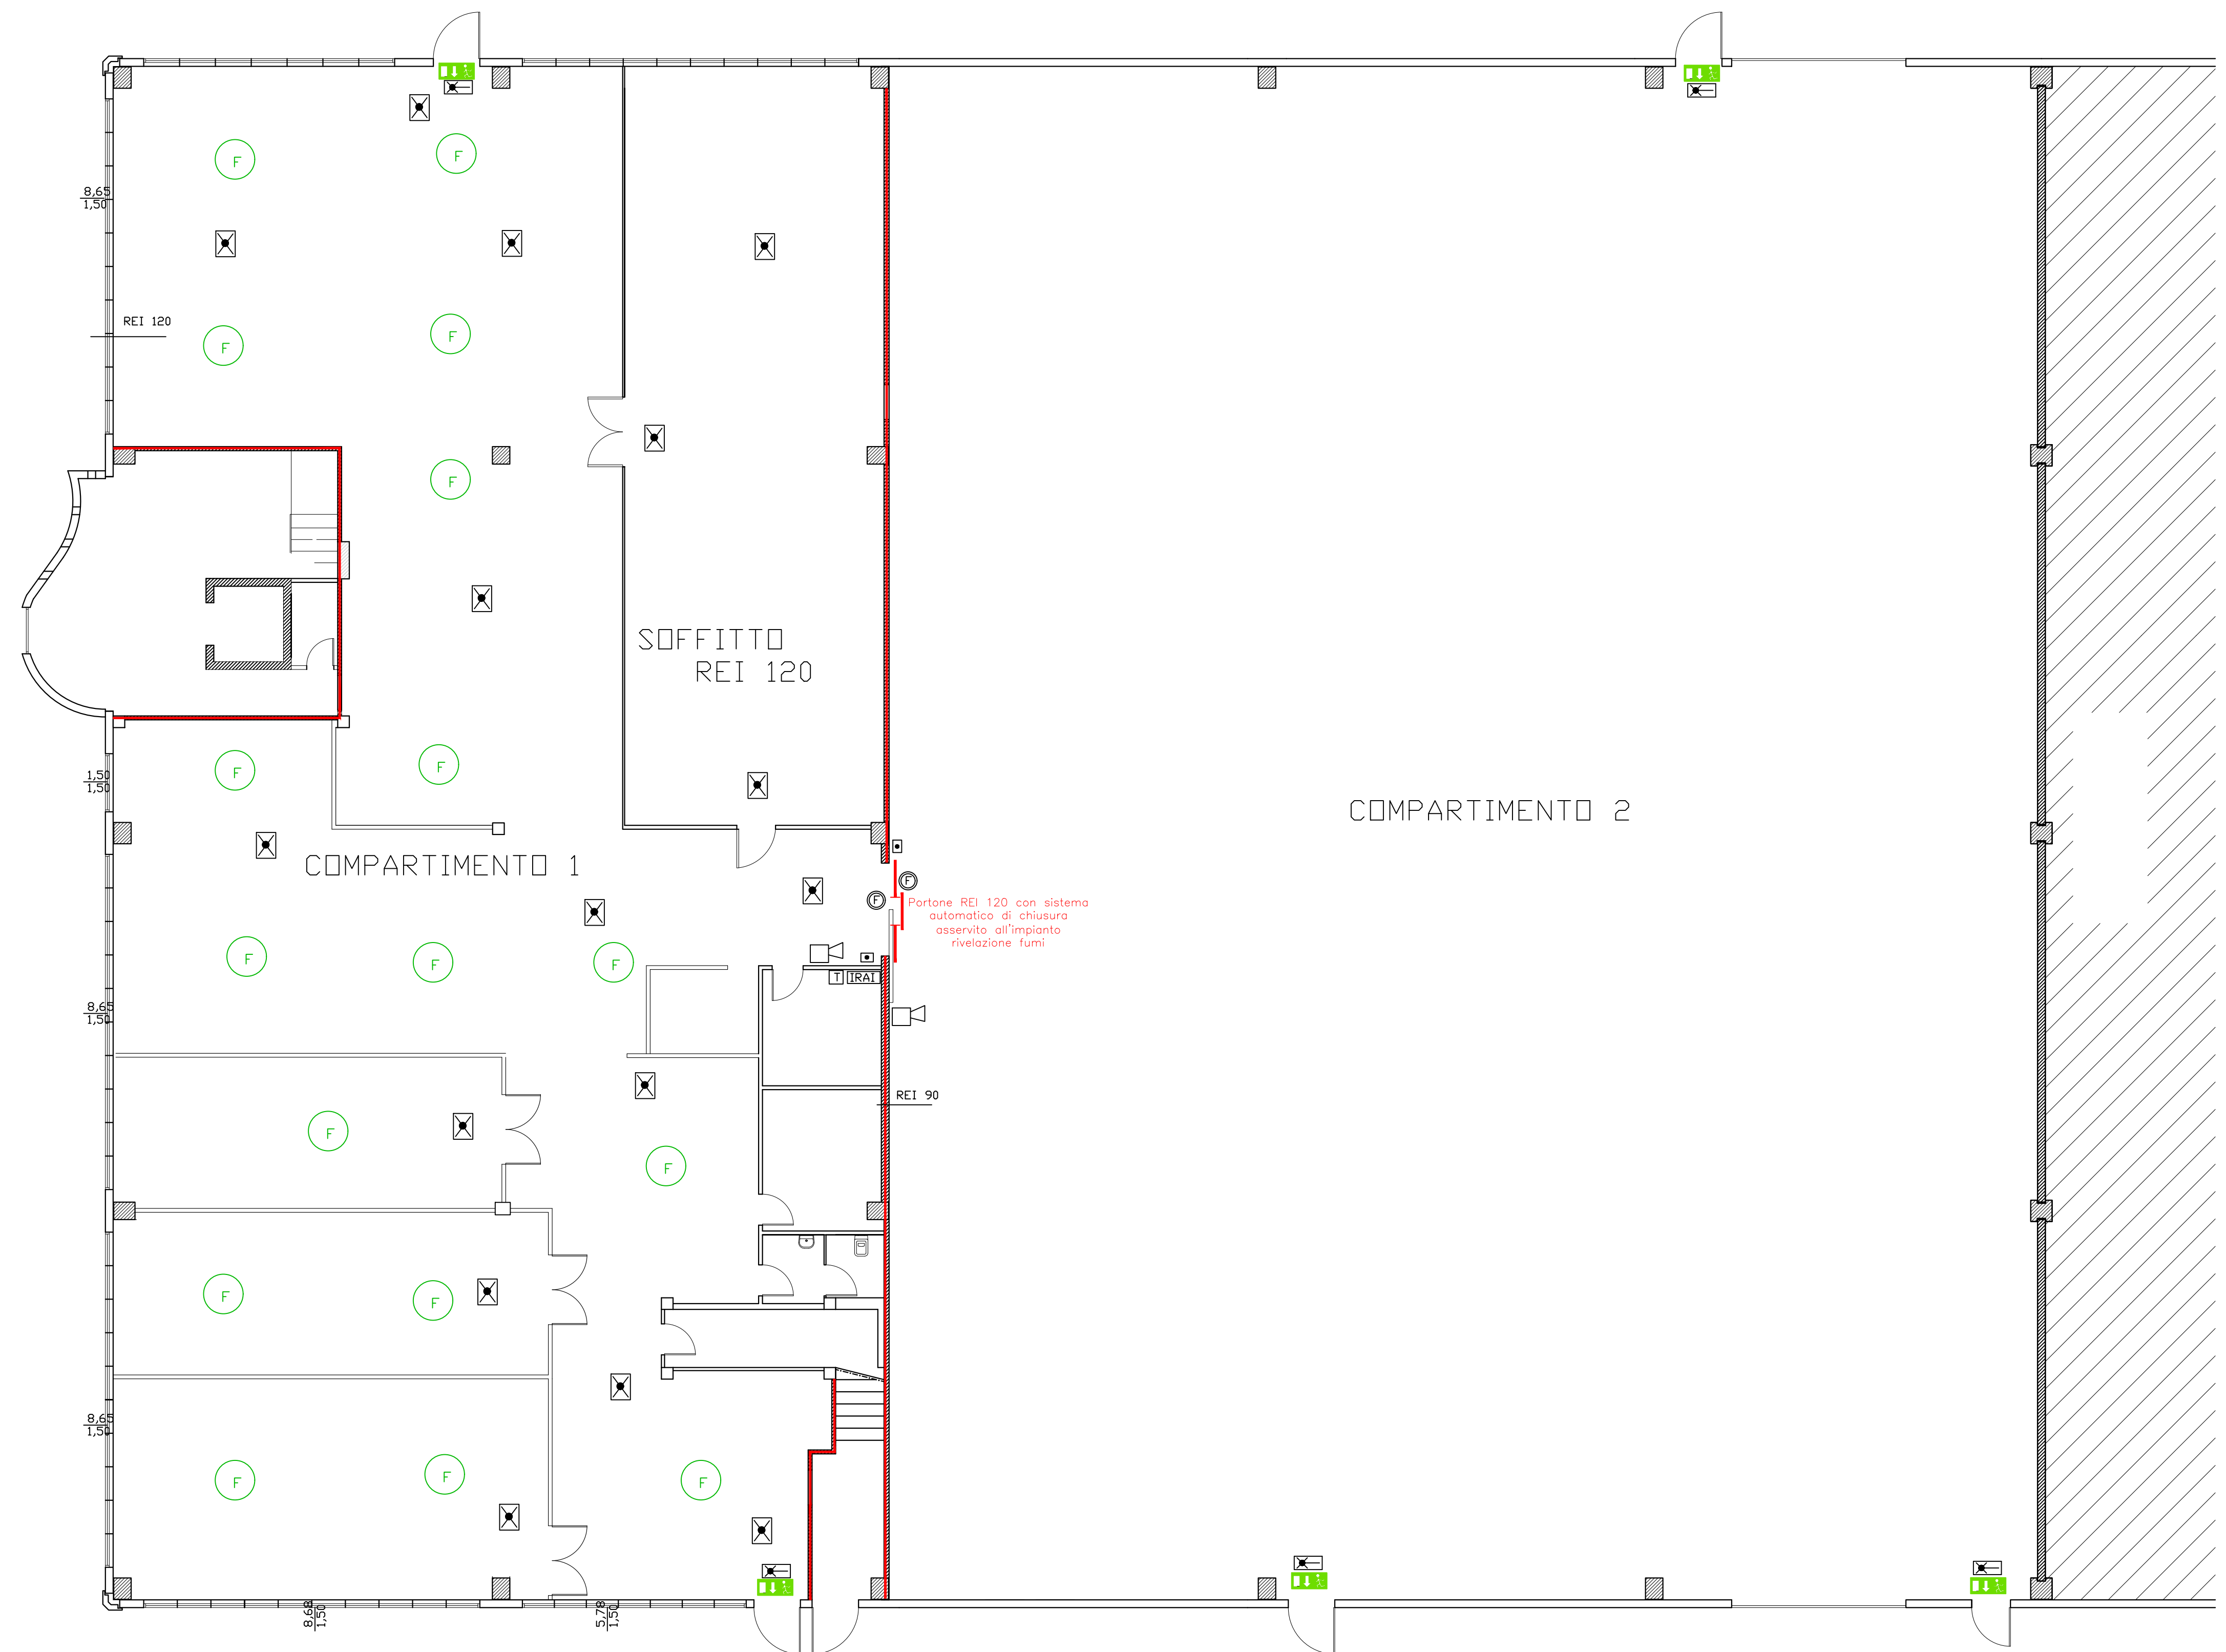 F
F
8,65
1,50
REI 120
F
F
F
SOFFITTO
REI 120
F
F
1,50
1,50
COMPARTIMENTO 2
COMPARTIMENTO 1
F
F
Portone REI 120 con sistema
automatico di chiusura
asservito all'impianto
rivelazione fumi
F
F
F
T
IRAI
8,65
1,50
REI 90
F
F
F
F
8,65
1,50
F
F
F
8,68
1,50
5,78
1,50